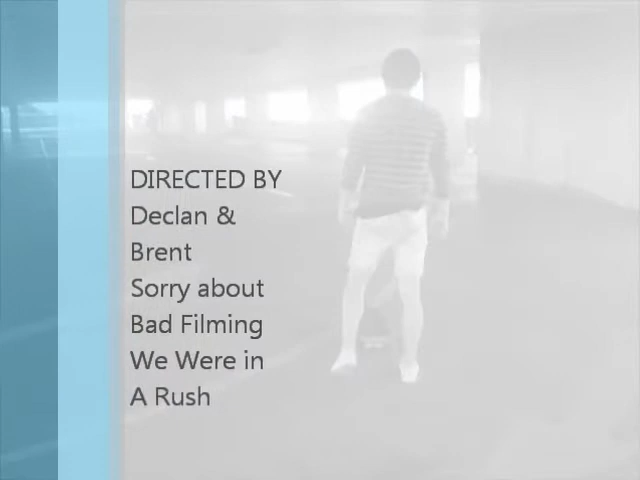 DIRECTED BY
Declan &
Brent
Sorry about
Bad Filming
We Were in
A Rush